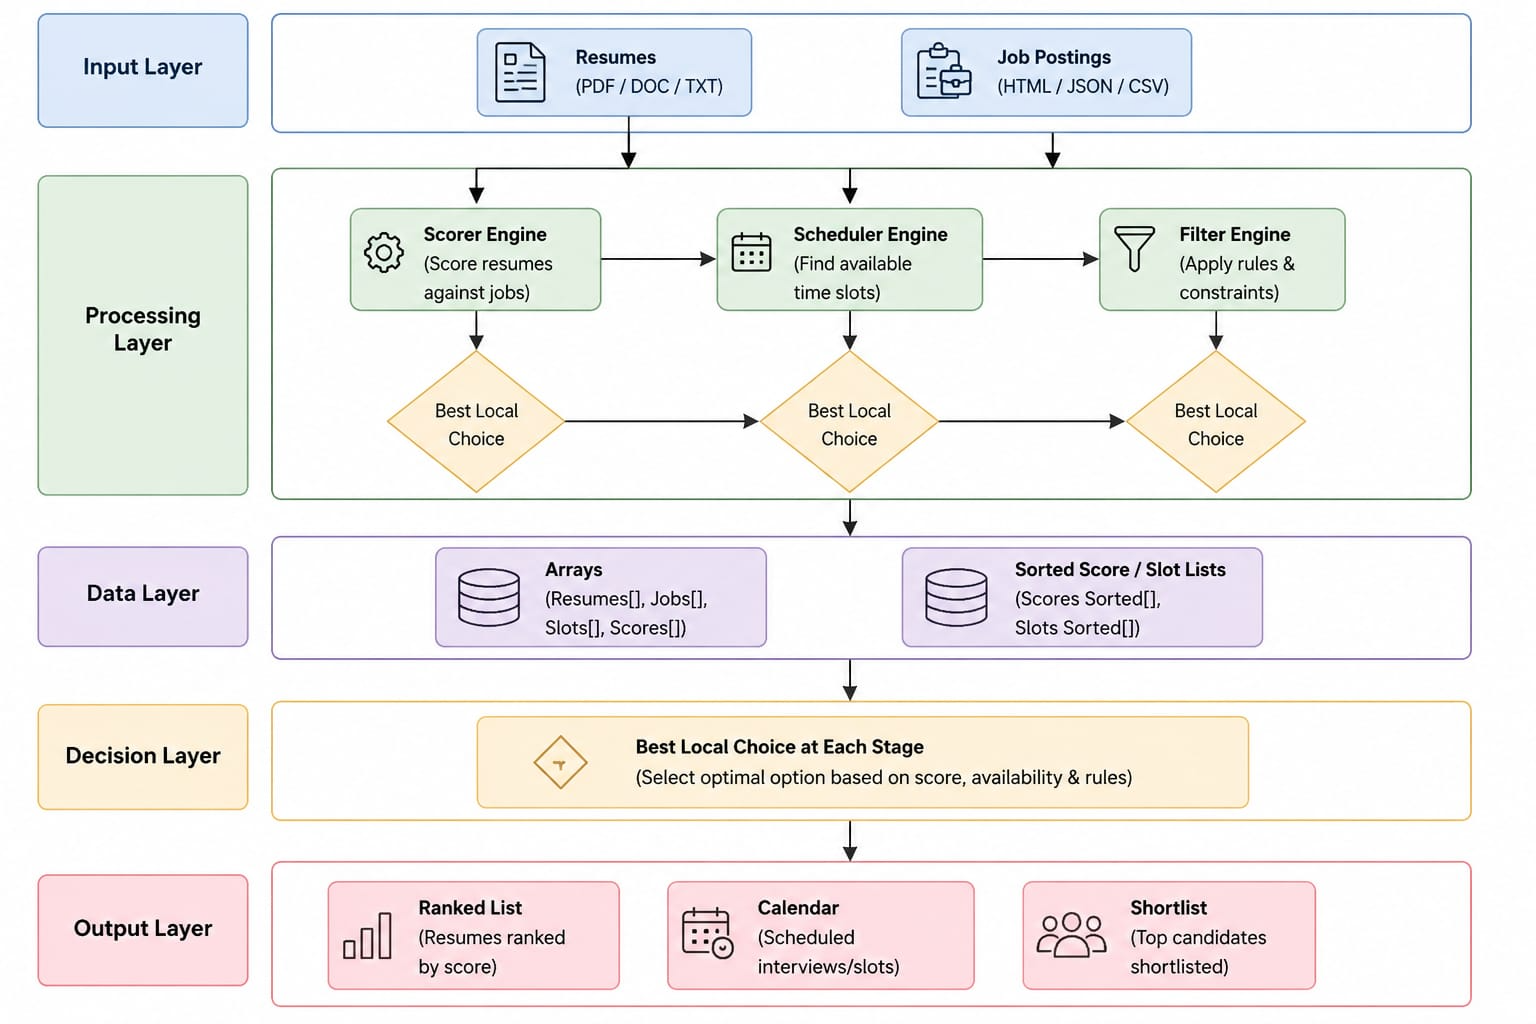 Input Layer
Resumes
(PDF / DOC / TXT)
Job Postings
(HTML / JSON / CSV)
Processing
Layer
Scorer Engine
(Score resumes
against jobs)
Scheduler Engine
(Find available
time slots)
Filter Engine
(Apply rules &
constraints)
Best Local
Choice
Best Local
Choice
Best Local
Choice
Data Layer
Arrays
(Resumes[], Jobs[],
Slots[], Scores[])
Sorted Score / Slot Lists
(Scores Sorted[],
Slots Sorted[])
Decision Layer
Best Local Choice at Each Stage
(Select optimal option based on score, availability & rules)
Output Layer
Ranked List
(Resumes ranked
by score)
Calendar
(Scheduled
interviews/slots)
Shortlist
(Top candidates
shortlisted)